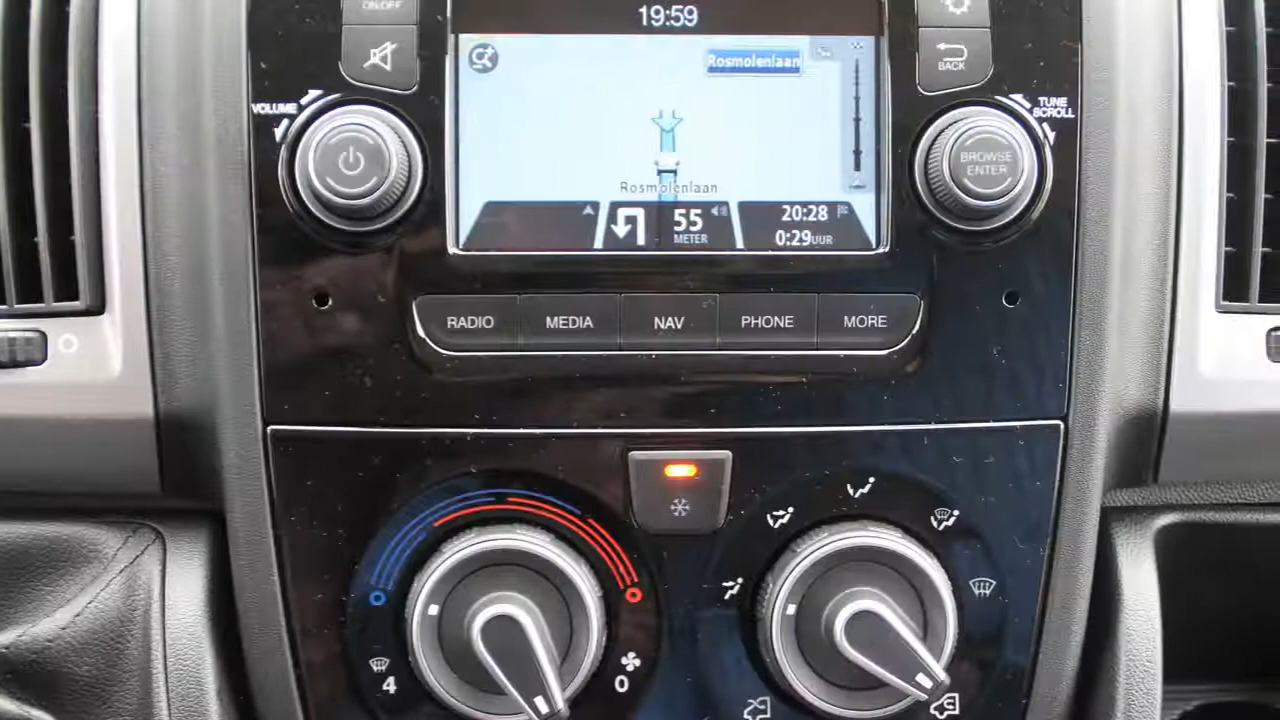 ON/OFF
19:59
Rosmolenlaan
BACK
VOLUME
TUNE
SCROLL
BROWSE
ENTER
Rosmolenlaan
55
METER
20:28
0:29UUR
RADIO
MEDIA
NAV
PHONE
MORE
4
0